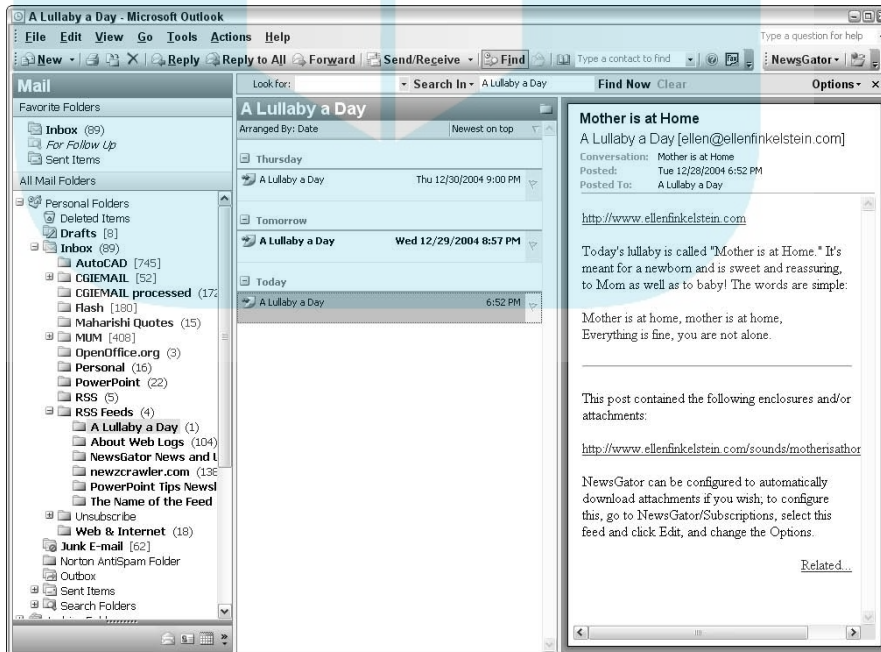 A Lullaby a Day - Microsoft Outlook
File Edit View Go Tools Actions Help
Type a question for help
New Reply Reply to All Forward Send/Receive Find Type a contact to find NewsGator
Mail
Look for: Search In A Lullaby a Day Find Now Clear Options
Favorite Folders
Inbox (89)
For Follow Up
Sent Items
All Mail Folders
Personal Folders
Deleted Items
Drafts [8]
Inbox (89)
AutoCAD [745]
CGIEMAIL [52]
CGIEMAIL processed (172
Flash [180]
Maharishi Quotes (15)
MUM [408]
OpenOffice.org (3)
Personal (16)
PowerPoint (22)
RSS (5)
RSS Feeds (4)
A Lullaby a Day (1)
About Web Logs (104)
NewsGator News and
newzcrawler.com (138
PowerPoint Tips Newsl
The Name of the Feed
Unsubscribe
Web & Internet (18)
Junk E-mail [62]
Norton AntiSpam Folder
Outbox
Sent Items
Search Folders
A Lullaby a Day
Arranged By: Date Newest on top
Thursday
A Lullaby a Day Thu 12/30/2004 9:00 PM
Tomorrow
A Lullaby a Day Wed 12/29/2004 8:57 PM
Today
A Lullaby a Day 6:52 PM
Mother is at Home
A Lullaby a Day [ellen@ellenfinkelstein.com]
Conversation: Mother is at Home
Posted: Tue 12/28/2004 6:52 PM
Posted To: A Lullaby a Day
http://www.ellenfinkelstein.com
Today's lullaby is called "Mother is at Home." It's
meant for a newborn and is sweet and reassuring,
to Mom as well as to baby! The words are simple:
Mother is at home, mother is at home,
Everything is fine, you are not alone.
This post contained the following enclosures and/or
attachments:
http://www.ellenfinkelstein.com/sounds/motherisathor
NewsGator can be configured to automatically
download attachments if you wish; to configure
this, go to NewsGator/Subscriptions, select this
feed and click Edit, and change the Options.
Related...